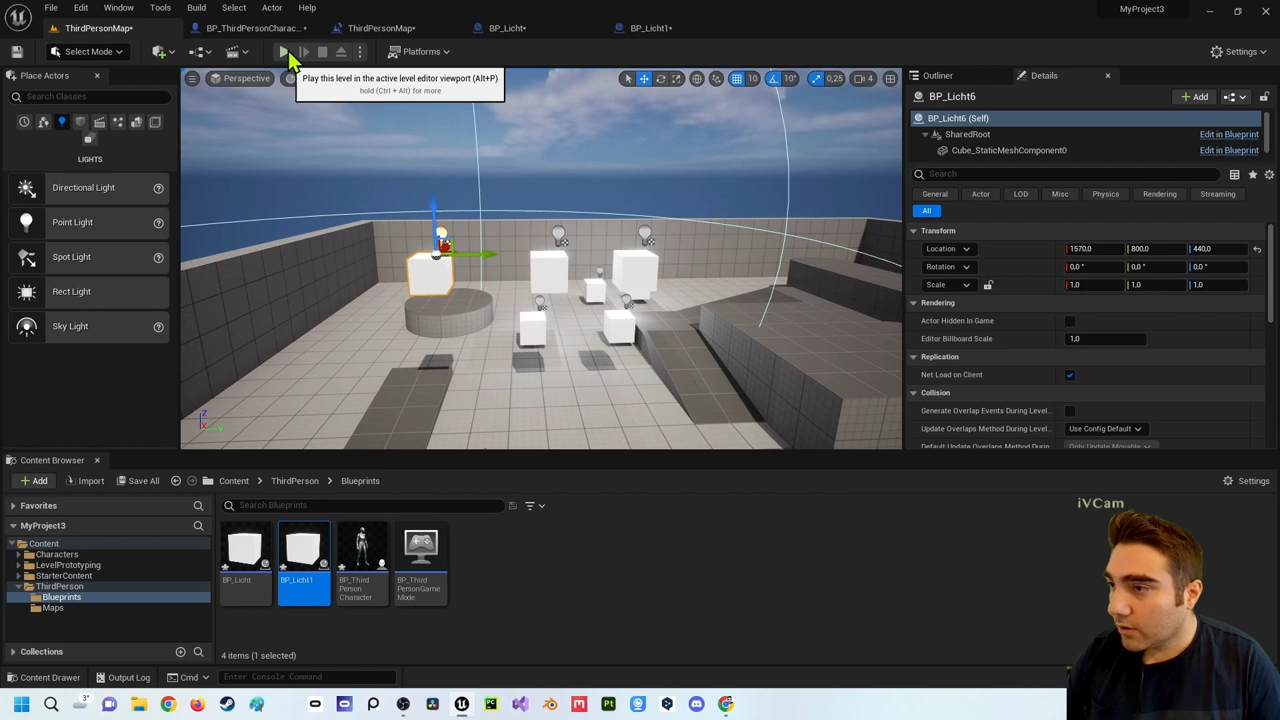 File Edit Window Tools Build Select Actor Help
MyProject3
ThirdPersonMap* BP_ThirdPersonCharac...* ThirdPersonMap* BP_Licht* BP_Licht1*
Select Mode Platforms Settings
Place Actors
Search Classes
LIGHTS
Directional Light
Point Light
Spot Light
Rect Light
Sky Light
Perspective
10 10° 0,25 4
Play this level in the active level editor viewport (Alt+P)
hold (Ctrl + Alt) for more
Z
Y
Outliner Details
BP_Licht6
Add
BP_Licht6 (Self)
SharedRoot Edit in Blueprint
Cube_StaticMeshComponent0 Edit in Blueprint
Search
General Actor LOD Misc Physics Rendering Streaming
All
Transform
Location 1570,0 800,0 440,0
Rotation 0,0 ° 0,0 ° 0,0 °
Scale 1,0 1,0 1,0
Rendering
Actor Hidden In Game
Editor Billboard Scale 1,0
Replication
Net Load on Client
Collision
Generate Overlap Events During Level...
Update Overlaps Method During Level... Use Config Default
Default Update Overlaps Method Durin Only Update Movable
Content Browser
Add Import Save All Content ThirdPerson Blueprints Settings
Favorites
Search Blueprints
MyProject3
Content
Characters
LevelPrototyping
StarterContent
ThirdPerson
Blueprints
Maps
BP_Licht
BP_Licht1
BP_Third
Person
Character
BP_Third
PersonGame
Mode
Collections
4 items (1 selected)
iVCam
Content Drawer Output Log Cmd Enter Console Command
3°